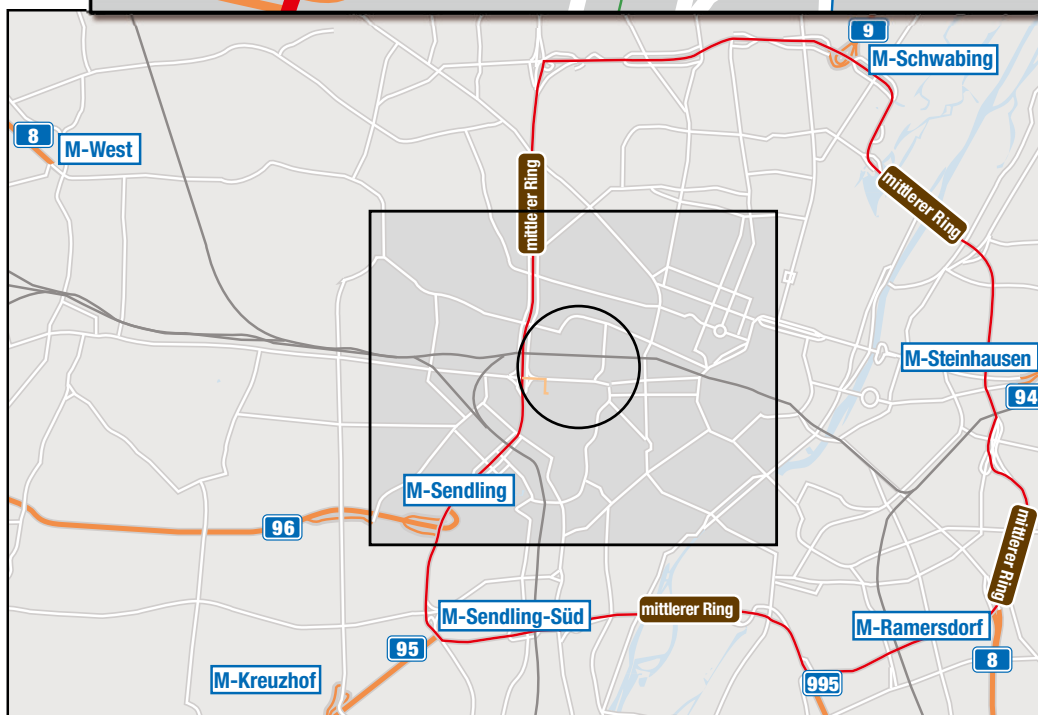 9
M-Schwabing
8
M-West
mittlerer Ring
mittlerer Ring
M-Steinhausen
94
M-Sendling
96
mittlerer Ring
mittlerer Ring
M-Sendling-Süd
M-Ramersdorf
95
8
M-Kreuzhof
995